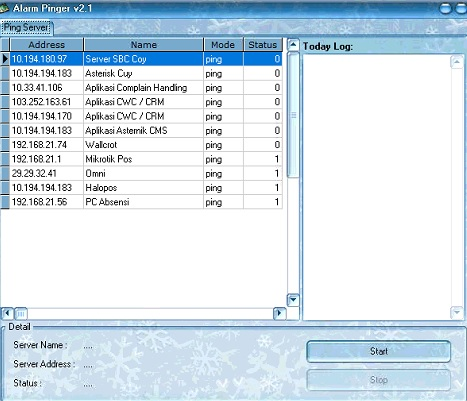 Alarm Pinger v2.1
Ping Server
Address Name Mode Status
10.194.180.97 Server SBC Coy ping 0
10.194.194.183 Asterisk Cuy ping 0
10.33.41.106 Aplikasi Complain Handling ping 0
103.252.163.61 Aplikasi CWC / CRM ping 0
10.194.194.170 Aplikasi CWC / CRM ping 0
10.194.194.183 Aplikasi Asternik CMS ping 0
192.168.21.74 Wallcrot ping 0
192.168.21.1 Mikrotik Pos ping 1
29.29.32.41 Omni ping 1
10.194.194.183 Halopos ping 1
192.168.21.56 PC Absensi ping 1
Today Log:
Detail
Server Name : ....
Server Address : ....
Status : ....
Start
Stop